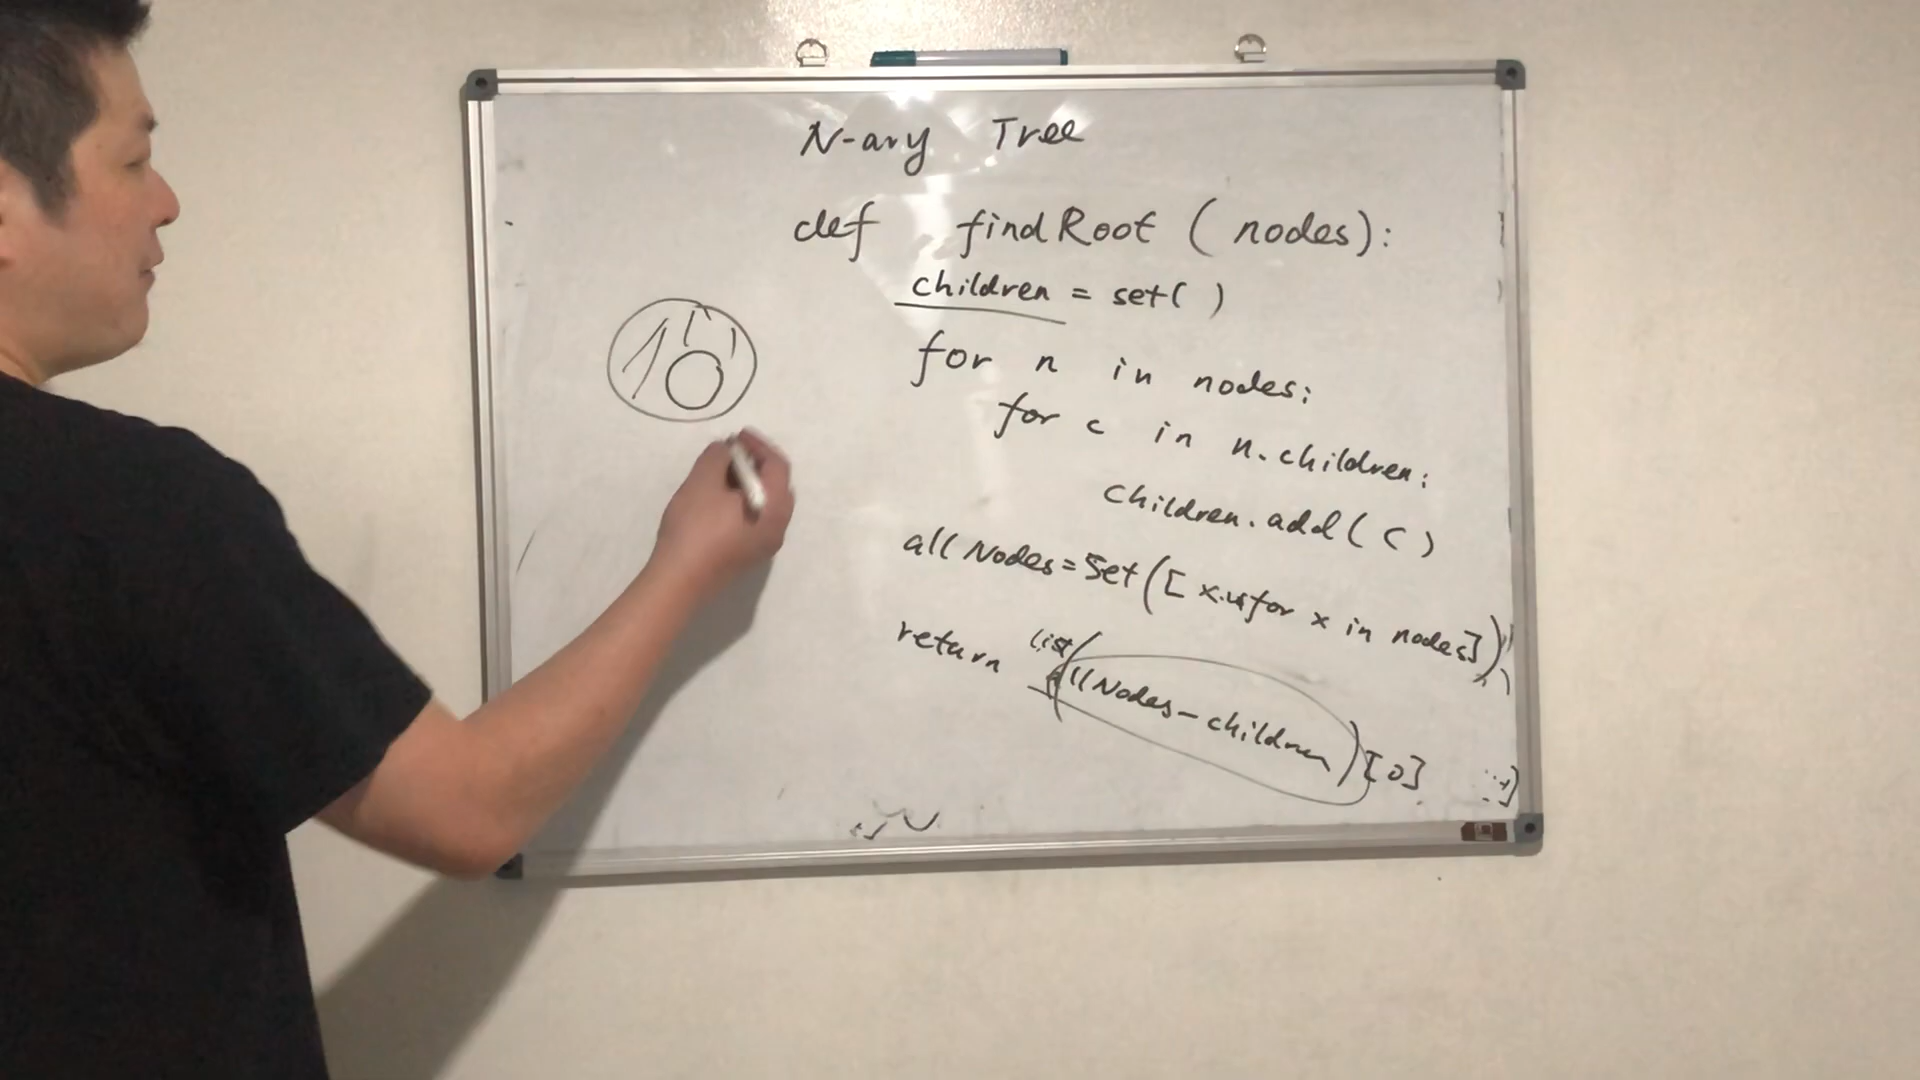 N-ary Tree
def findRoot (nodes):
children = set( )
for n in nodes:
for c in n.children:
children.add(c)
allNodes = set([ for x in nodes])
return list(allNodes - children)[0]